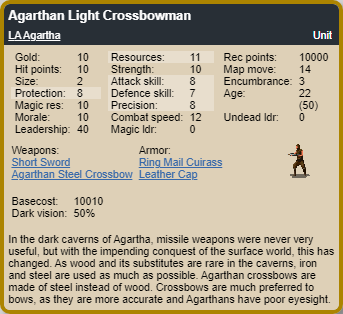 Agarthan Light Crossbowman
LA Agartha Unit
Gold: 10 Resources: 11 Rec points: 10000
Hit points: 10 Strength: 10 Map move: 14
Size: 2 Attack skill: 8 Encumbrance: 3
Protection: 8 Defence skill: 7 Age: 22
Magic res: 10 Precision: 8 (50)
Morale: 10 Combat speed: 12 Undead ldr: 0
Leadership: 40 Magic ldr: 0
Weapons: Armor:
Short Sword Ring Mail Cuirass
Agarthan Steel Crossbow Leather Cap
Basecost: 10010
Dark vision: 50%
In the dark caverns of Agartha, missile weapons were never very
useful, but with the impending conquest of the surface world, this has
changed. As wood and its substitutes are rare in the caverns, iron
and steel are used as much as possible. Agarthan crossbows are
made of steel instead of wood. Crossbows are much preferred to
bows, as they are more accurate and Agarthans have poor eyesight.